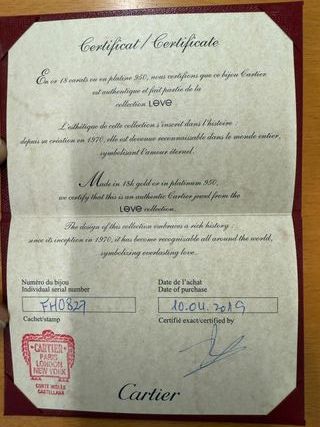 Certificat / Certificate
En or 18 carats ou en platine 950, nous certifions que ce bijou Cartier
est authentique et fait partie de la
collection LOVE
L'esthétique de cette collection s'inscrit dans l'histoire :
depuis sa création en 1970, elle est devenue reconnaissable dans le monde entier,
symbolisant l'amour éternel.
Made in 18k gold or in platinum 950,
we certify that this is an authentic Cartier jewel from the
LOVE collection.
The design of this collection embraces a rich history :
since its inception in 1970, it has become recognisable all around the world,
symbolizing everlasting love.
Numéro du bijou
Individual serial number
Date de l'achat
Date of purchase
FH0827
10.04.2019
Cachet/stamp
Certifié exact/certified by
CARTIER
PARIS
LONDON
NEW YORK
CORTE INGLES
CASTELLANA
Cartier